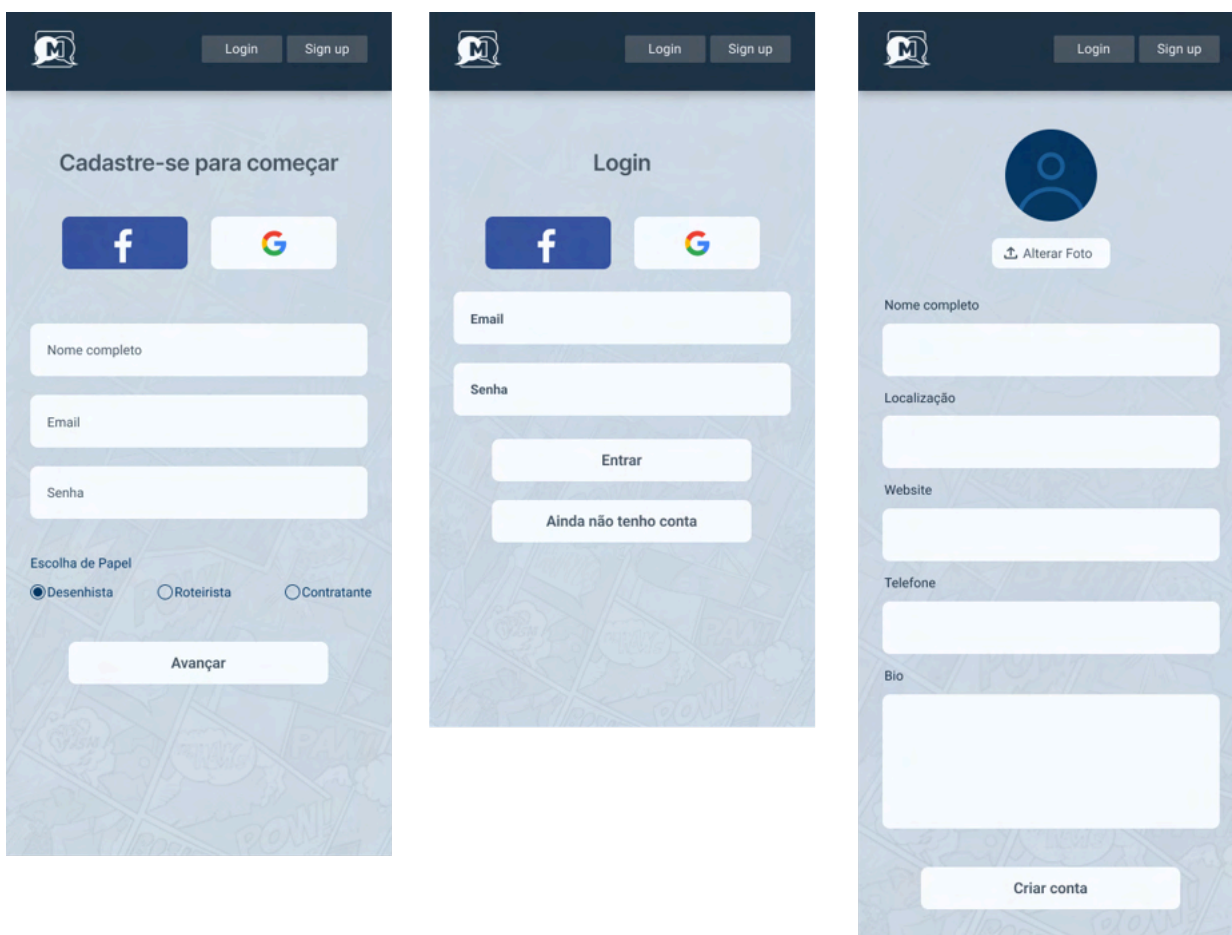 M
Login Sign up
Cadastre-se para começar
f G
Nome completo
Email
Senha
Escolha de Papel
Desenhista Roteirista Contratante
Avançar
POW!
M
Login Sign up
Login
f G
Email
Senha
Entrar
Ainda não tenho conta
POW!
M
Login Sign up
Alterar Foto
Nome completo
Localização
Website
Telefone
Bio
Criar conta